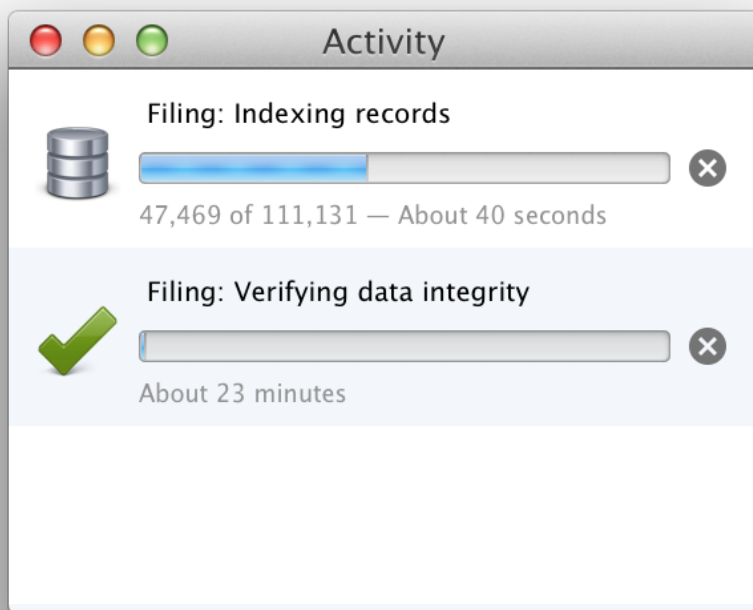 Activity
Filing: Indexing records
47,469 of 111,131 — About 40 seconds
Filing: Verifying data integrity
About 23 minutes